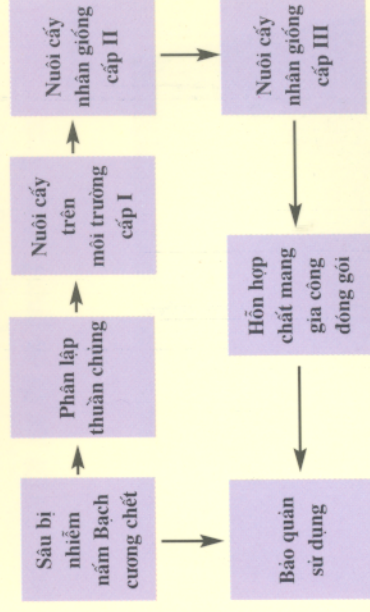 Sâu bị
nhiễm
nấm Bạch
cương chết
Phân lập
thuần chủng
Nuôi cấy
trên
môi trường
cấp I
Nuôi cấy
nhân giống
cấp II
Nuôi cấy
nhân giống
cấp III
Hỗn hợp
chất mang
gia công
đóng gói
Bảo quản
sử dụng